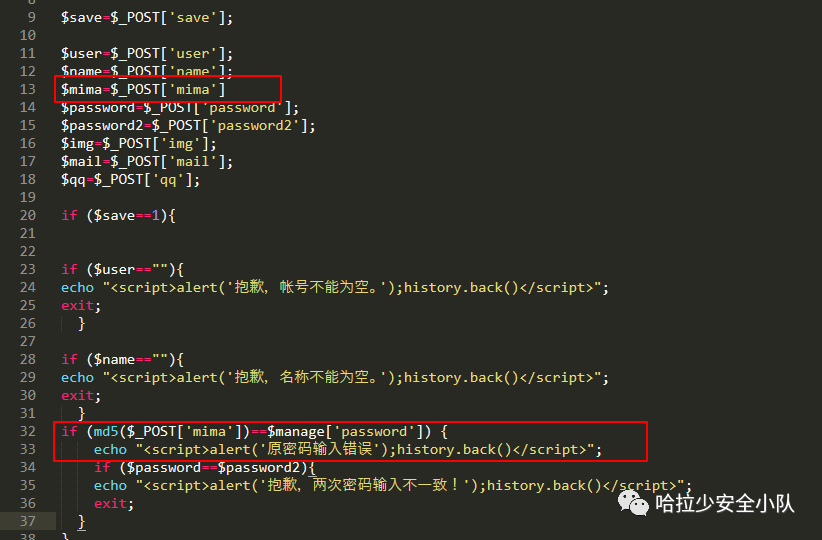 9 $save=$_POST['save'];
10
11 $user=$_POST['user'];
12 $name=$_POST['name'];
13 $mima=$_POST['mima']
14 $password=$_POST['password'];
15 $password2=$_POST['password2'];
16 $img=$_POST['img'];
17 $mail=$_POST['mail'];
18 $qq=$_POST['qq'];
19
20 if ($save==1){
21
22
23 if ($user==""){
24 echo "<script>alert('抱歉，帐号不能为空。');history.back()</script>";
25 exit;
26 }
27
28 if ($name==""){
29 echo "<script>alert('抱歉，名称不能为空。');history.back()</script>";
30 exit;
31 }
32 if (md5($_POST['mima'])==$manage['password']) {
33 echo "<script>alert('原密码输入错误');history.back()</script>";
34 if ($password==$password2){
35 echo "<script>alert('抱歉，两次密码输入不一致！');history.back()</script>";
36 exit;
37 }
38 }
哈拉少安全小队